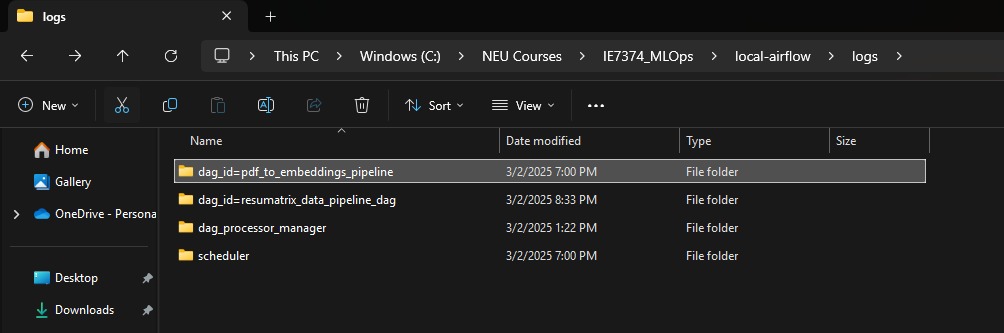 logs
This PC > Windows (C:) > NEU Courses > IE7374_MLOps > local-airflow > logs >
New Sort View
Home
Gallery
OneDrive - Persona
Desktop
Downloads
Name Date modified Type Size
dag_id=pdf_to_embeddings_pipeline 3/2/2025 7:00 PM File folder
dag_id=resumatrix_data_pipeline_dag 3/2/2025 8:33 PM File folder
dag_processor_manager 3/2/2025 1:22 PM File folder
scheduler 3/2/2025 7:00 PM File folder